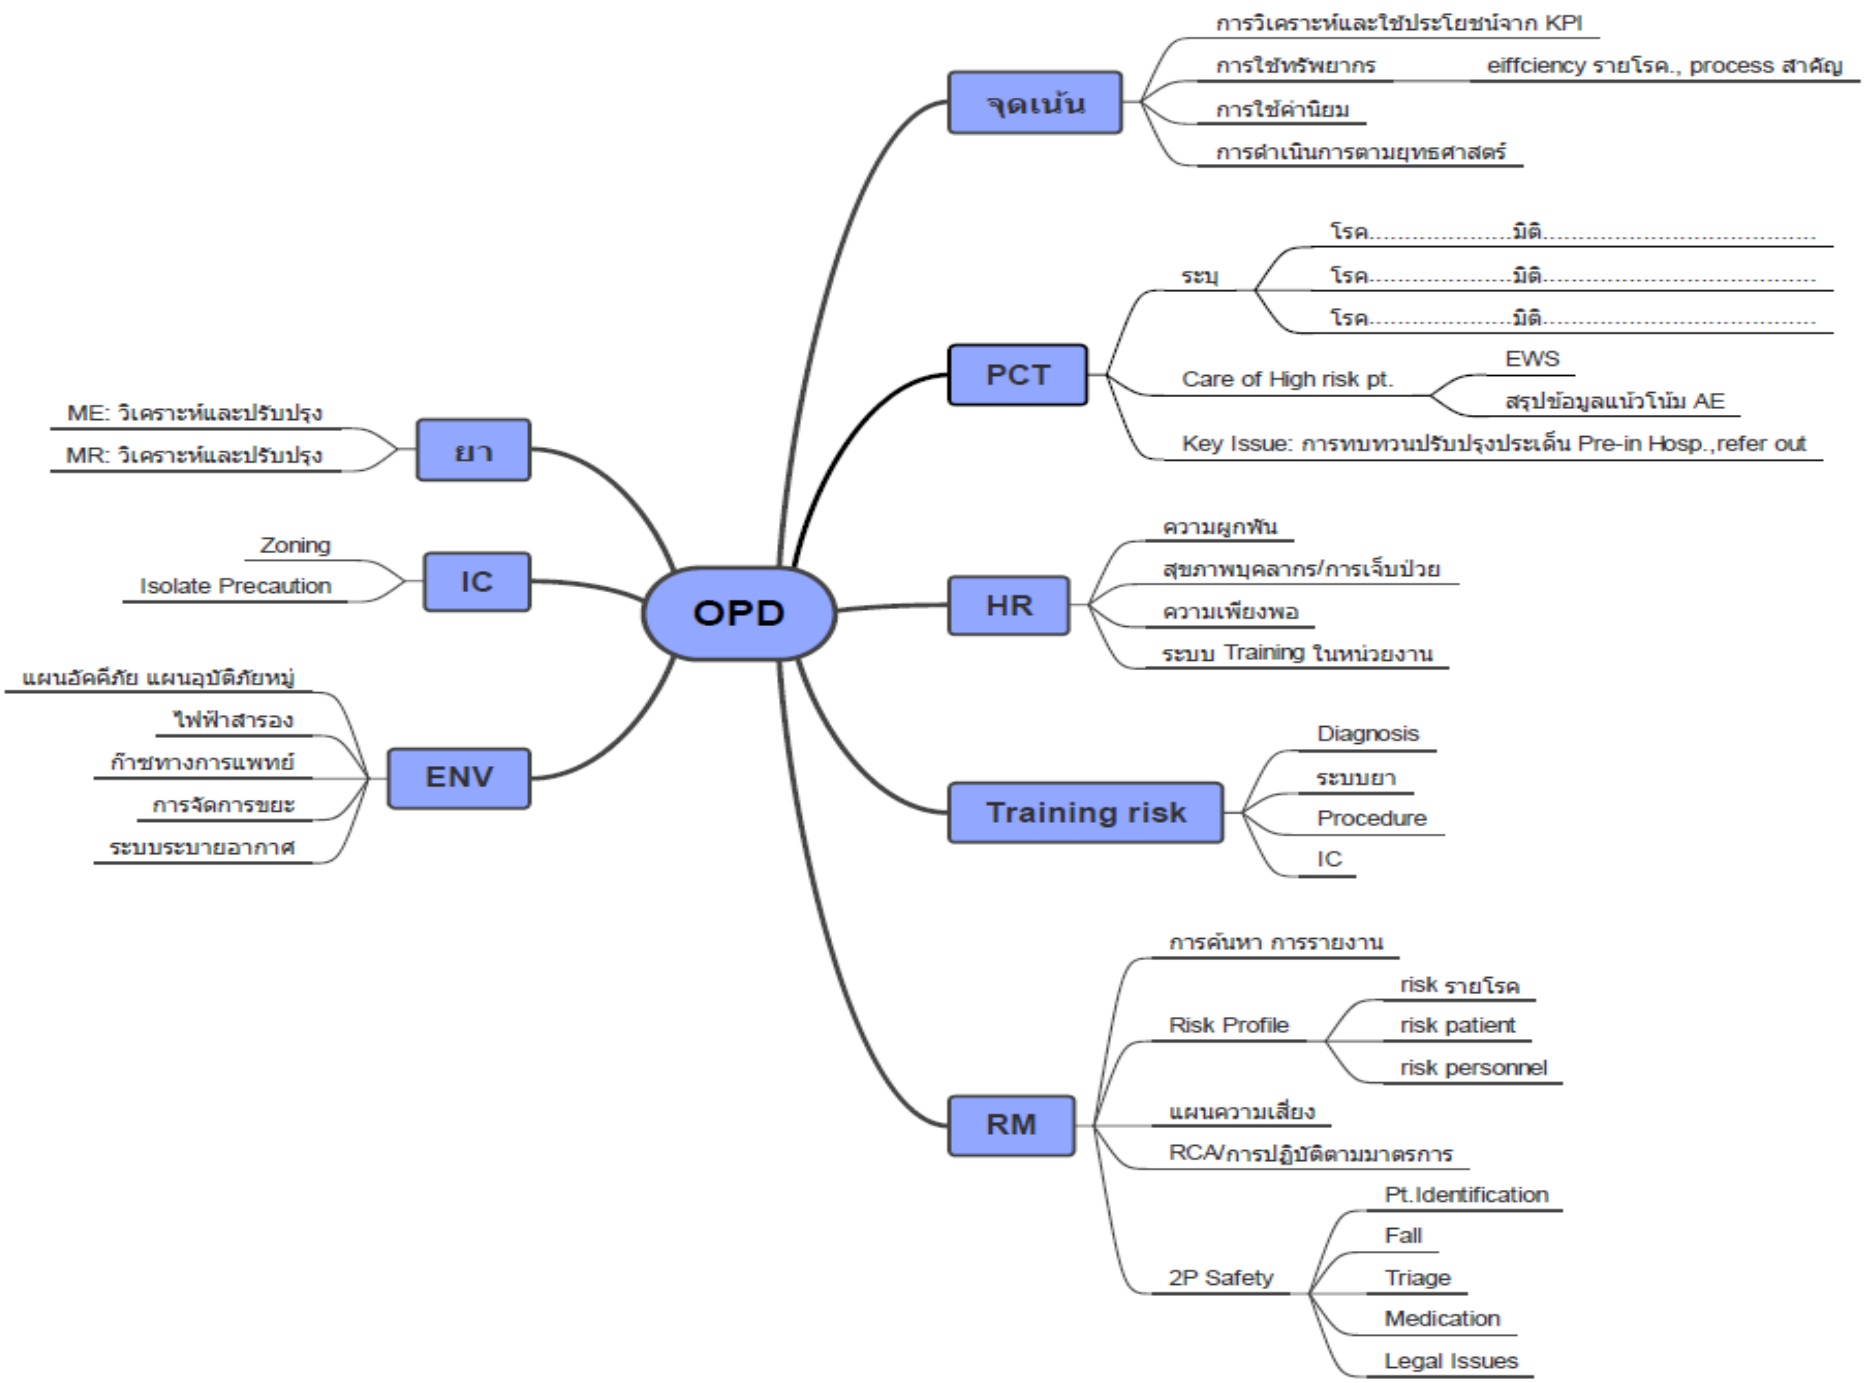 OPD
จุดเน้น
การวิเคราะห์และใช้ประโยชน์จาก KPI
การใช้ทรัพยากร
eiffciency รายโรค., process สำคัญ
การใช้ค่านิยม
การดำเนินการตามยุทธศาสตร์
PCT
ระบุ
โรค....................มิติ......................................
โรค....................มิติ......................................
โรค....................มิติ......................................
Care of High risk pt.
EWS
สรุปข้อมูลแน้วโน้ม AE
Key Issue: การทบทวนปรับปรุงประเด็น Pre-in Hosp.,refer out
HR
ความผูกพัน
สุขภาพบุคลากร/การเจ็บป่วย
ความเพียงพอ
ระบบ Training ในหน่วยงาน
Training risk
Diagnosis
ระบบยา
Procedure
IC
RM
การค้นหา การรายงาน
Risk Profile
risk รายโรค
risk patient
risk personnel
แผนความเสี่ยง
RCA/การปฏิบัติตามมาตรการ
2P Safety
Pt.Identification
Fall
Triage
Medication
Legal Issues
ยา
ME: วิเคราะห์และปรับปรุง
MR: วิเคราะห์และปรับปรุง
IC
Zoning
Isolate Precaution
ENV
แผนอัคคีภัย แผนอุบัติภัยหมู่
ไฟฟ้าสำรอง
ก๊าซทางการแพทย์
การจัดการขยะ
ระบบระบายอากาศ